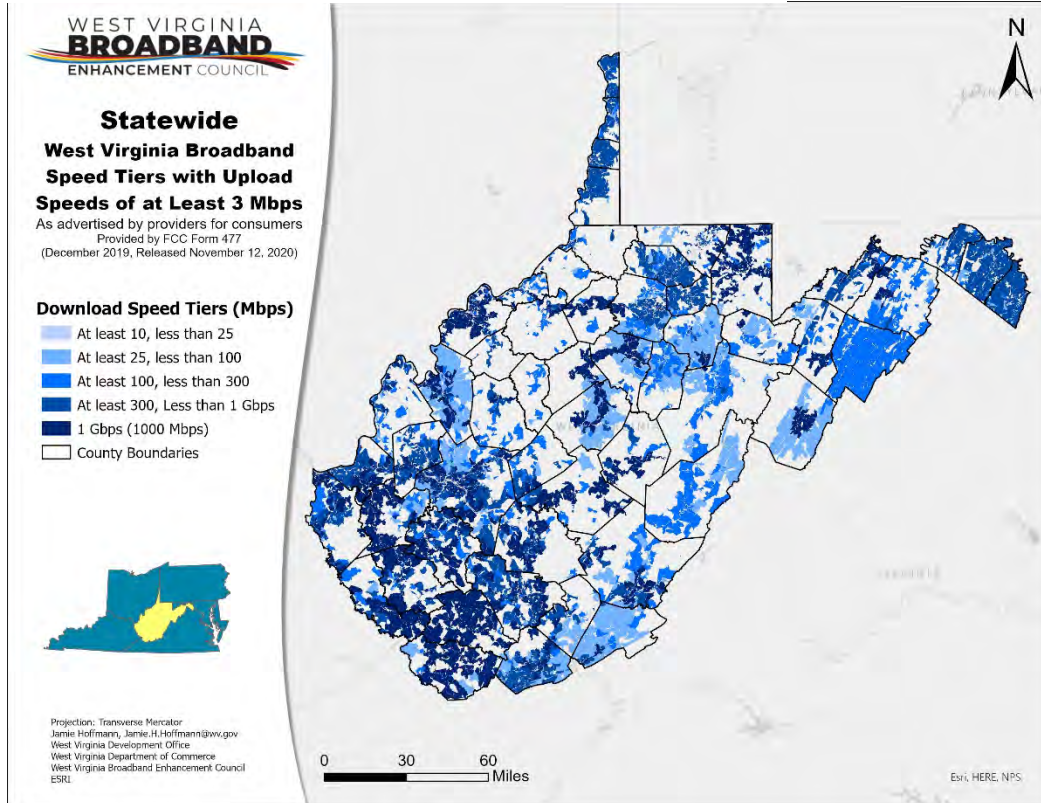 WEST VIRGINIA
BROADBAND
ENHANCEMENT COUNCIL
Statewide
West Virginia Broadband
Speed Tiers with Upload
Speeds of at Least 3 Mbps
As advertised by providers for consumers
Provided by FCC Form 477
(December 2019, Released November 12, 2020)
Download Speed Tiers (Mbps)
At least 10, less than 25
At least 25, less than 100
At least 100, less than 300
At least 300, Less than 1 Gbps
1 Gbps (1000 Mbps)
County Boundaries
Projection: Transverse Mercator
Jamie Hoffmann, Jamie.H.Hoffmann@wv.gov
West Virginia Development Office
West Virginia Department of Commerce
West Virginia Broadband Enhancement Council
ESRI
N
0 30 60
Miles
Esri, HERE, NPS